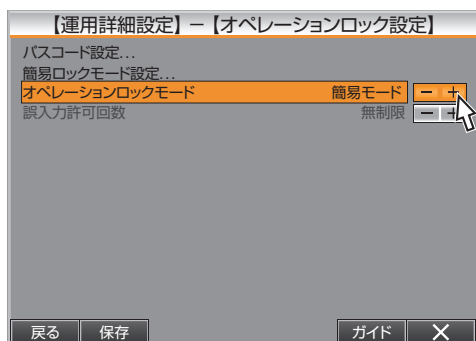 【運用詳細設定】－【オペレーションロック設定】
パスコード設定...
簡易ロックモード設定...
オペレーションロックモード 簡易モード － ＋
誤入力許可回数 無制限 － ＋
戻る 保存 ガイド ×